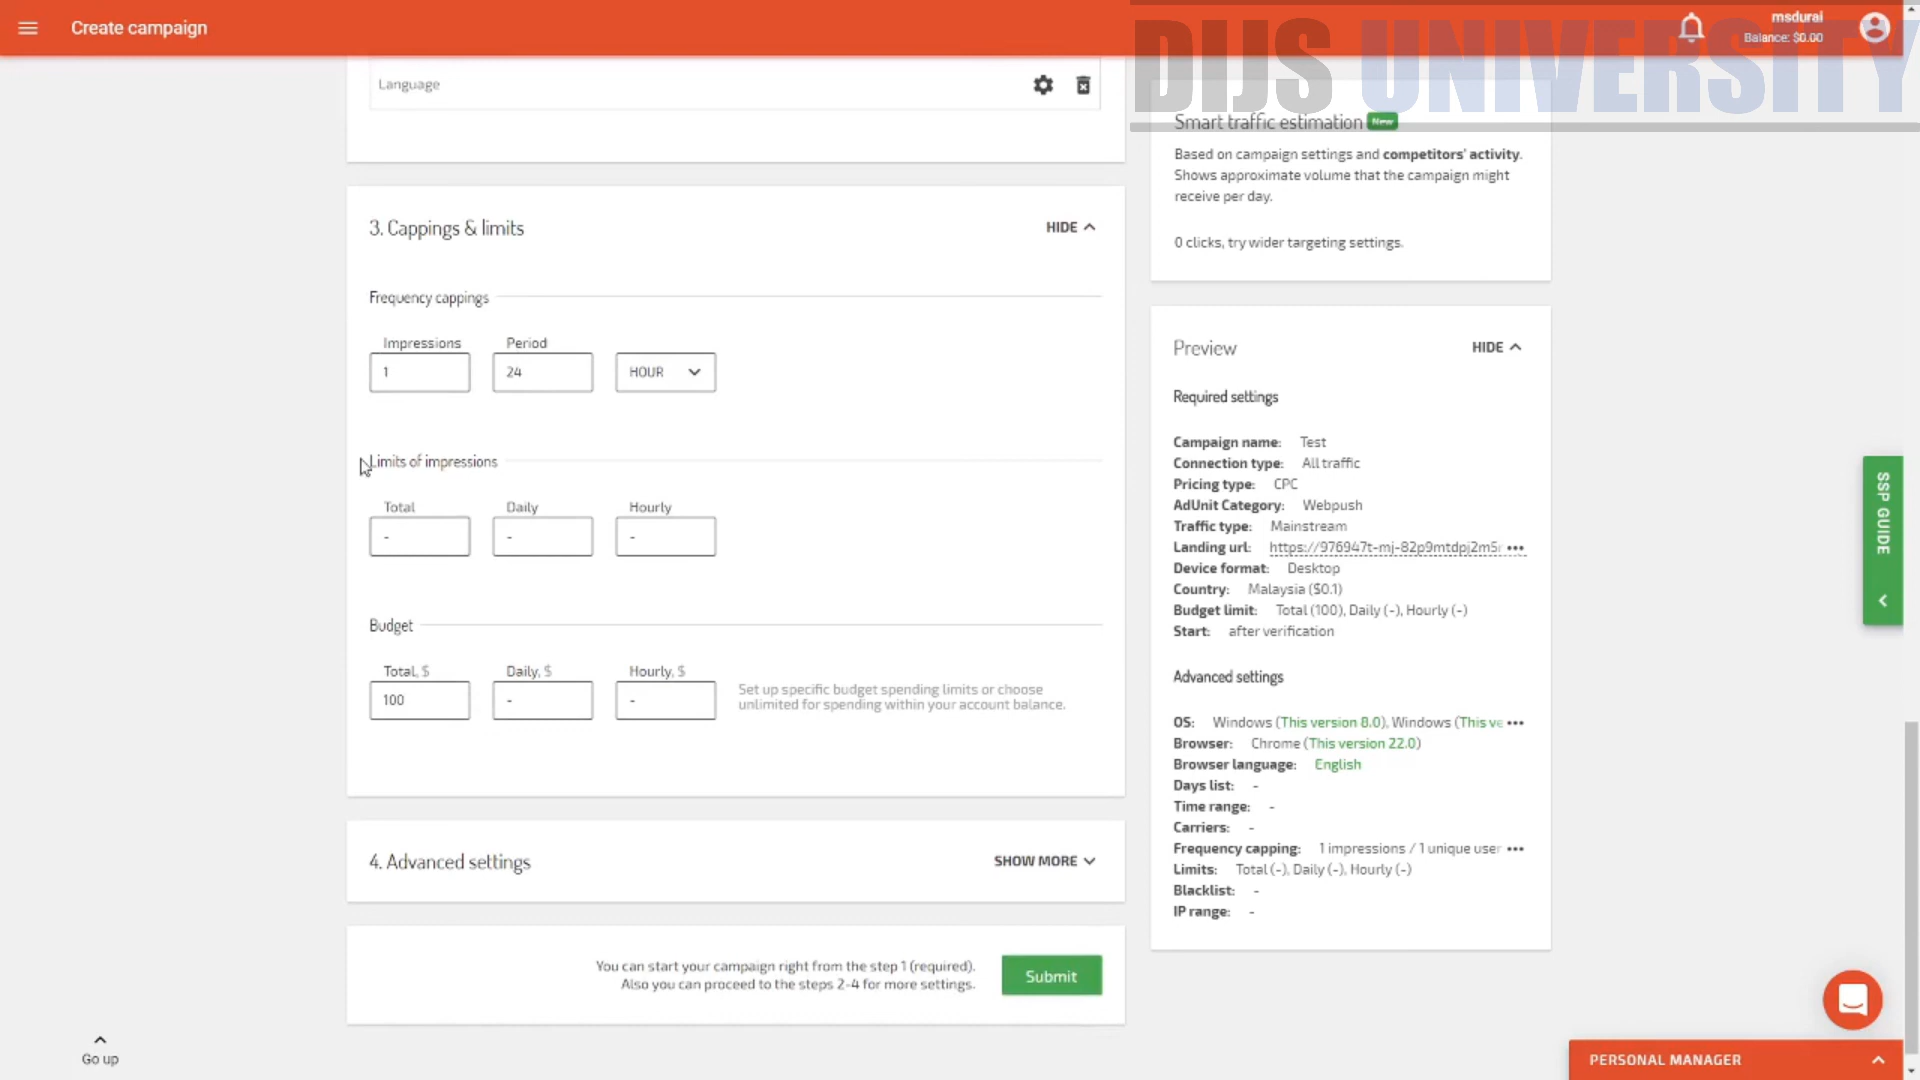 Create campaign
msdurai
Balance: $0.00
DIJS UNIVERSITY
Language
3. Cappings & limits
HIDE
Frequency cappings
Impressions
Period
1
24
HOUR
Limits of impressions
Total
Daily
Hourly
-
-
-
Budget
Total, $
Daily, $
Hourly, $
100
-
-
Set up specific budget spending limits or choose
unlimited for spending within your account balance.
4. Advanced settings
SHOW MORE
You can start your campaign right from the step 1 (required).
Also you can proceed to the steps 2-4 for more settings.
Submit
Go up
Smart traffic estimation New
Based on campaign settings and competitors' activity.
Shows approximate volume that the campaign might
receive per day.
0 clicks, try wider targeting settings.
Preview
HIDE
Required settings
Campaign name: Test
Connection type: All traffic
Pricing type: CPC
AdUnit Category: Webpush
Traffic type: Mainstream
Landing url: https://976947t-mj-82p9mtdpj2m5r •••
Device format: Desktop
Country: Malaysia ($0.1)
Budget limit: Total (100), Daily (-), Hourly (-)
Start: after verification
Advanced settings
OS: Windows (This version 8.0), Windows (This ve •••
Browser: Chrome (This version 22.0)
Browser language: English
Days list: -
Time range: -
Carriers: -
Frequency capping: 1 impressions / 1 unique user •••
Limits: Total (-), Daily (-), Hourly (-)
Blacklist: -
IP range: -
SSP GUIDE
PERSONAL MANAGER